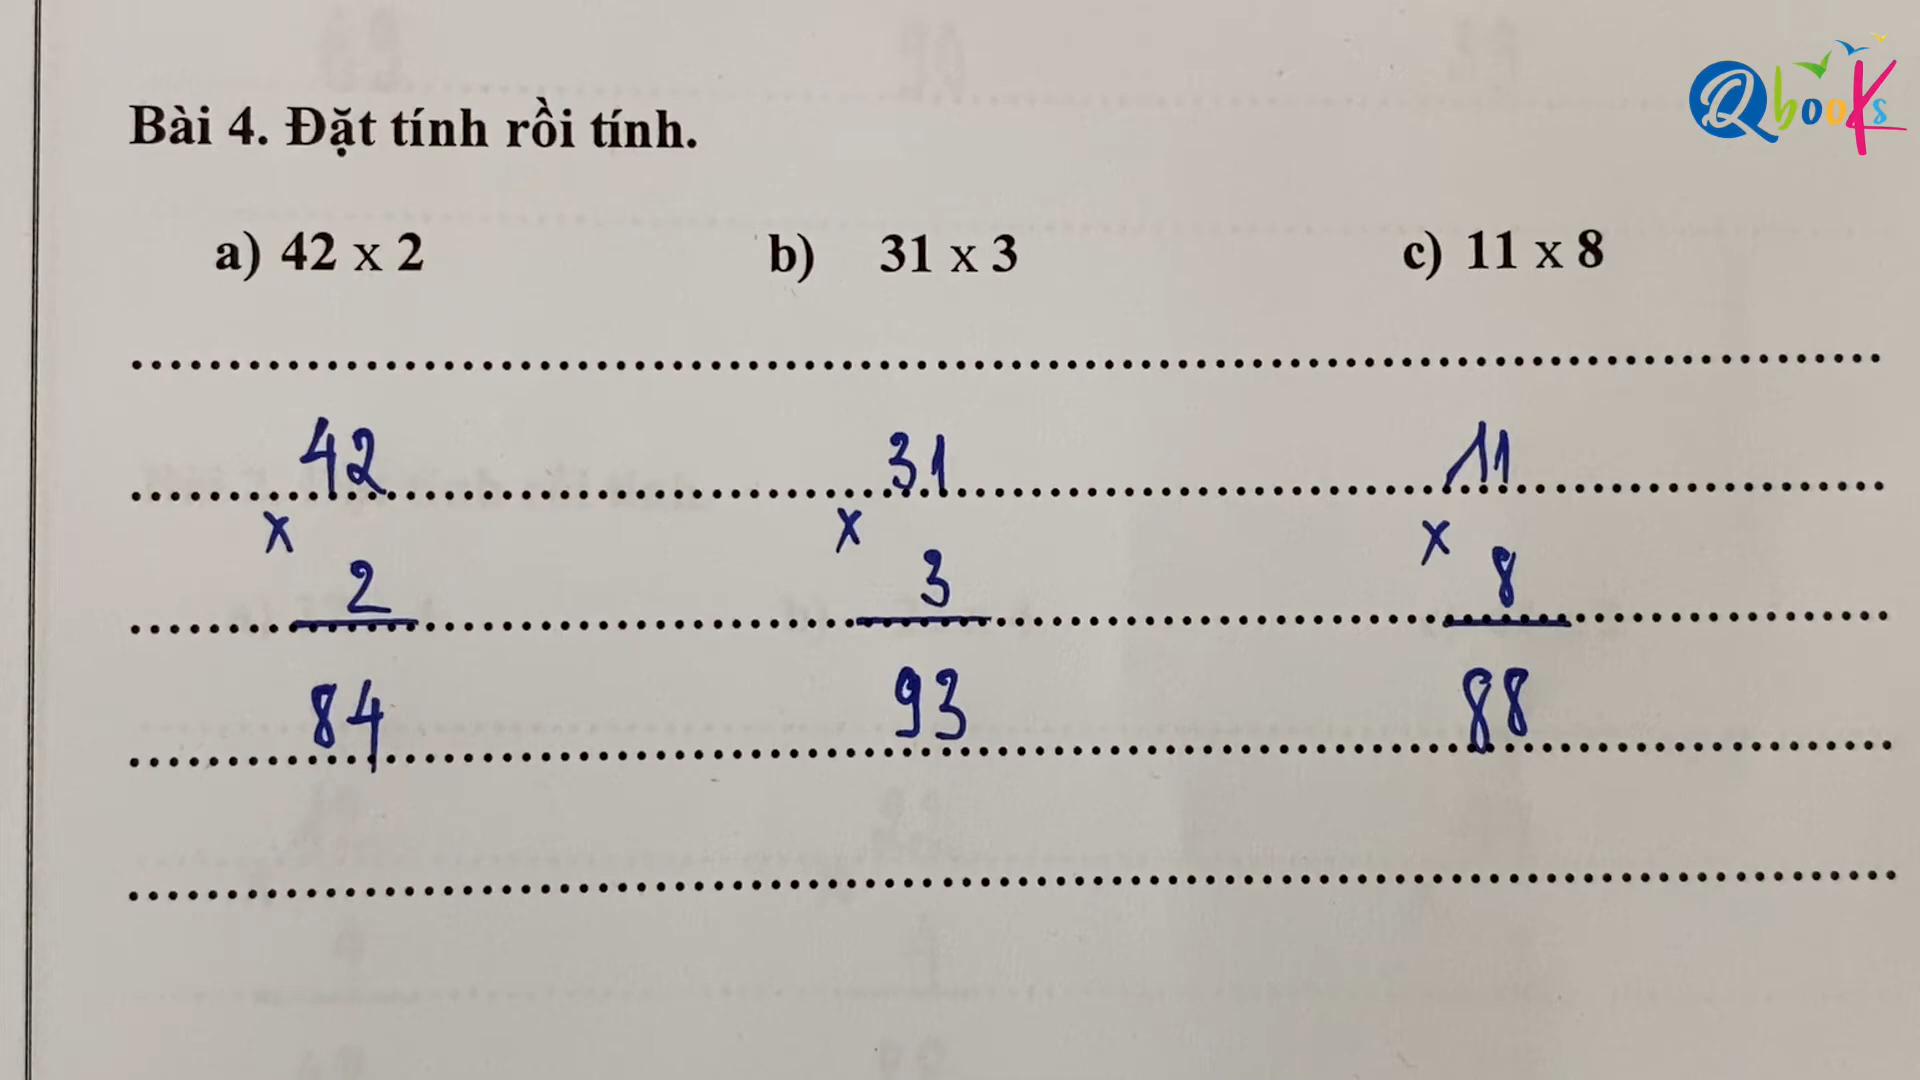 Qbooks
Bài 4. Đặt tính rồi tính.
a) 42 x 2 b) 31 x 3 c) 11 x 8
42 31 11
x x x
2 3 8
84 93 88